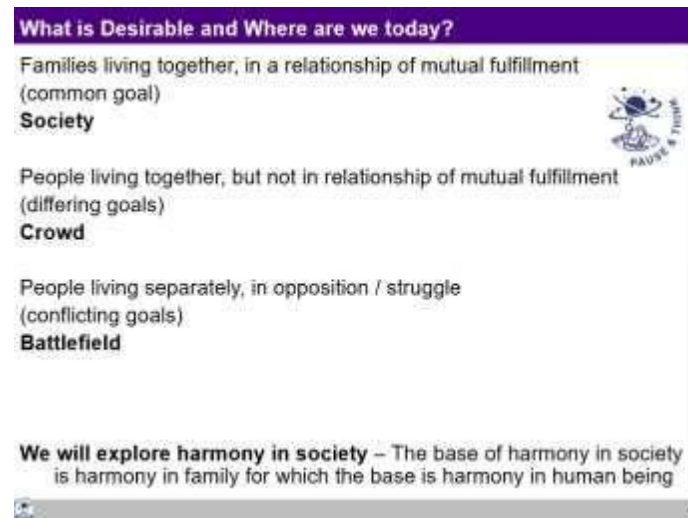 What is Desirable and Where are we today?
Families living together, in a relationship of mutual fulfillment
(common goal)
Society
PAUSE & THINK
People living together, but not in relationship of mutual fulfillment
(differing goals)
Crowd
People living separately, in opposition / struggle
(conflicting goals)
Battlefield
We will explore harmony in society – The base of harmony in society
is harmony in family for which the base is harmony in human being